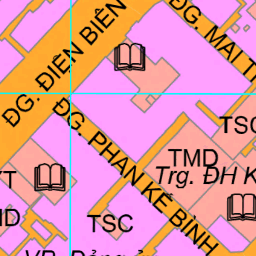 ĐG. ĐIỆN BIÊN
ĐG. MAI
ĐG. PHAN KẾ BÍNH
TSC
TMD
Trg. ĐH K
TSC